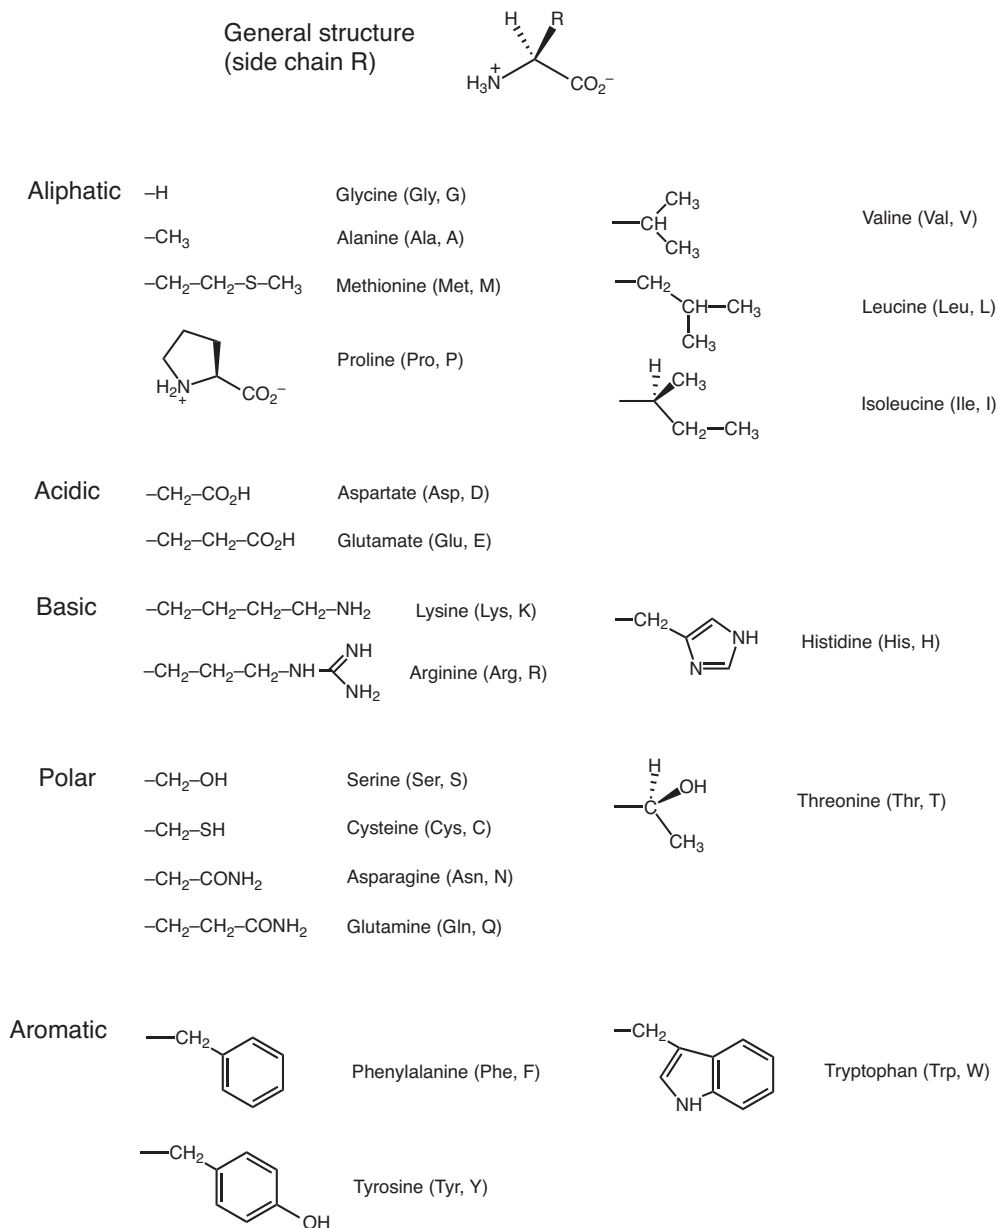 General structure
(side chain R)
H R
H₃N⁺ CO₂⁻
Aliphatic
–H Glycine (Gly, G)
–CH₃ Alanine (Ala, A)
–CH₂–CH₂–S–CH₃ Methionine (Met, M)
H₂N⁺ CO₂⁻ Proline (Pro, P)
CH₃
CH
CH₃
Valine (Val, V)
CH₂
CH CH₃
CH₃
Leucine (Leu, L)
H
CH₃
CH₂ CH₃
Isoleucine (Ile, I)
Acidic
–CH₂–CO₂H Aspartate (Asp, D)
–CH₂–CH₂–CO₂H Glutamate (Glu, E)
Basic
–CH₂–CH₂–CH₂–CH₂–NH₂ Lysine (Lys, K)
NH
–CH₂–CH₂–CH₂–NH Arginine (Arg, R)
NH₂
CH₂
NH
N
Histidine (His, H)
Polar
–CH₂–OH Serine (Ser, S)
–CH₂–SH Cysteine (Cys, C)
–CH₂–CONH₂ Asparagine (Asn, N)
–CH₂–CH₂–CONH₂ Glutamine (Gln, Q)
H
OH
C
CH₃
Threonine (Thr, T)
Aromatic
CH₂
Phenylalanine (Phe, F)
CH₂
NH
Tryptophan (Trp, W)
CH₂
OH
Tyrosine (Tyr, Y)